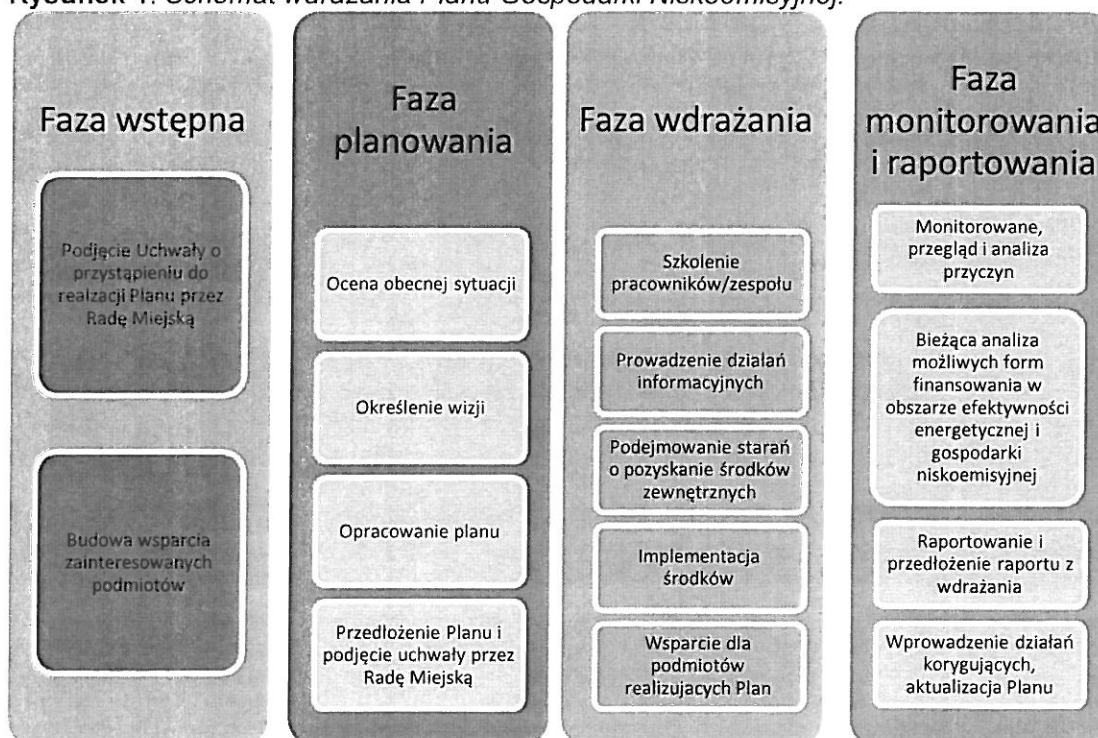 Rysunek 1. Schemat wdrażania Planu Gospodarki Niskoemisyjnej.
Faza wstępna
Podjęcie Uchwały o
przystąpieniu do
realzacji Planu przez
Radę Miejską
Budowa wsparcia
zainteresowanych
podmiotów
Faza
planowania
Ocena obecnej sytuacji
Określenie wizji
Opracowanie planu
Przedłożenie Planu i
podjęcie uchwały przez
Radę Miejską
Faza wdrażania
Szkolenie
pracowników/zespołu
Prowadzenie działań
informacyjnych
Podejmowanie starań
o pozyskanie środków
zewnętrznych
Implementacja
środków
Wsparcie dla
podmiotów
realizujacych Plan
Faza
monitorowania
i raportowania
Monitorowane,
przegląd i analiza
przyczyn
Bieżąca analiza
możliwych form
finansowania w
obszarze efektywności
energetycznej i
gospodarki
niskoemisyjnej
Raportowanie i
przedłożenie raportu z
wdrażania
Wprowadzenie działań
korygujących,
aktualizacja Planu